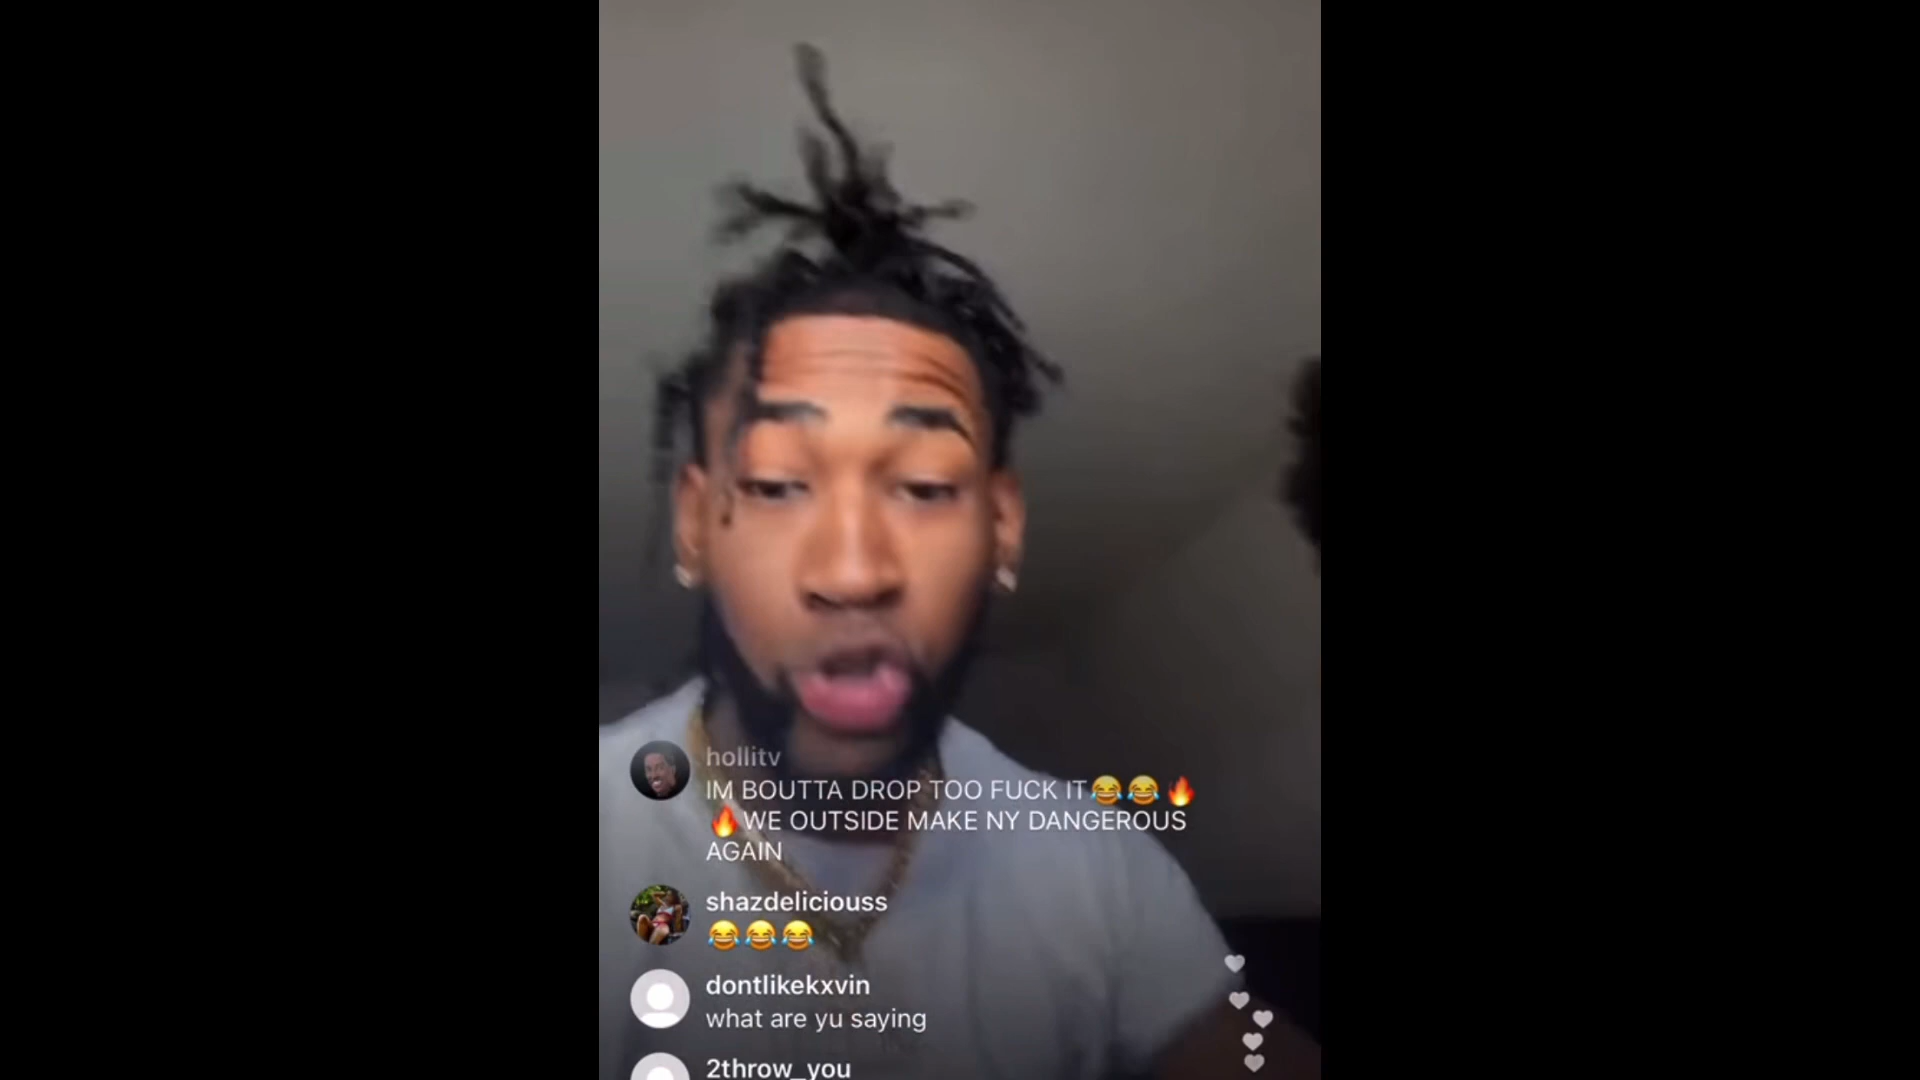 hollitv
IM BOUTTA DROP TOO FUCK IT😂😂🔥
🔥WE OUTSIDE MAKE NY DANGEROUS
AGAIN
shazdeliciouss
😂😂😂
dontlikekxvin
what are yu saying
2throw_you